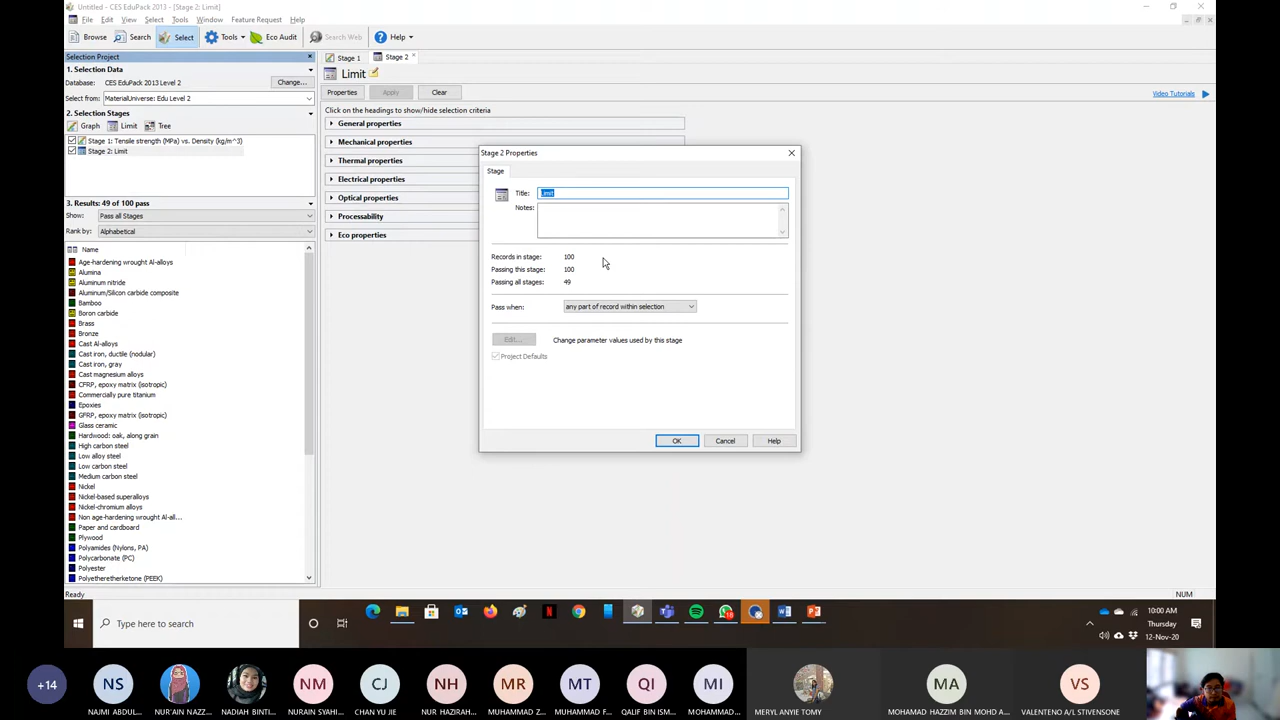 Untitled - CES EduPack 2013 - [Stage 2: Limit]
File Edit View Select Tools Window Feature Request Help
Browse Search Select Tools Eco Audit Search Web Help
Selection Project
1. Selection Data
Database: CES EduPack 2013 Level 2 Change...
Select from: MaterialUniverse: Edu Level 2
2. Selection Stages
Graph Limit Tree
Stage 1: Tensile strength (MPa) vs. Density (kg/m^3)
Stage 2: Limit
3. Results: 49 of 100 pass
Show: Pass all Stages
Rank by: Alphabetical
Name
Age-hardening wrought Al-alloys
Alumina
Aluminum nitride
Aluminum/Silicon carbide composite
Bamboo
Boron carbide
Brass
Bronze
Cast Al-alloys
Cast iron, ductile (nodular)
Cast iron, gray
Cast magnesium alloys
CFRP, epoxy matrix (isotropic)
Commercially pure titanium
Epoxies
GFRP, epoxy matrix (isotropic)
Glass ceramic
Hardwood: oak, along grain
High carbon steel
Low alloy steel
Low carbon steel
Medium carbon steel
Nickel
Nickel-based superalloys
Nickel-chromium alloys
Non age-hardening wrought Al-al...
Paper and cardboard
Plywood
Polyamides (Nylons, PA)
Polycarbonate (PC)
Polyester
Polyetheretherketone (PEEK)
Stage 1 Stage 2
Limit
Properties Apply Clear
Video Tutorials
Click on the headings to show/hide selection criteria
General properties
Mechanical properties
Thermal properties
Electrical properties
Optical properties
Processability
Eco properties
Stage 2 Properties
Stage
Title: Limit
Notes:
Records in stage: 100
Passing this stage: 100
Passing all stages: 49
Pass when: any part of record within selection
Edit... Change parameter values used by this stage
Project Defaults
OK Cancel Help
Ready NUM
Type here to search
10:00 AM
Thursday
12-Nov-20
+14 NS NM CJ NH MR MT QI MI MA VS
NAJMI ABDUL... NUR'AIN NAZZ... NADIAH BINTI... NURAIN SYAHI... CHAN YU JIE NUR HAZIRAH... MUHAMMAD Z... MUHAMMAD F... QALIF BIN ISM... MOHAMMAD... MERYL ANYIE TOMY MOHAMAD HAZZEM BIN MOHD A... VALENTENO A/L STIVENSONE